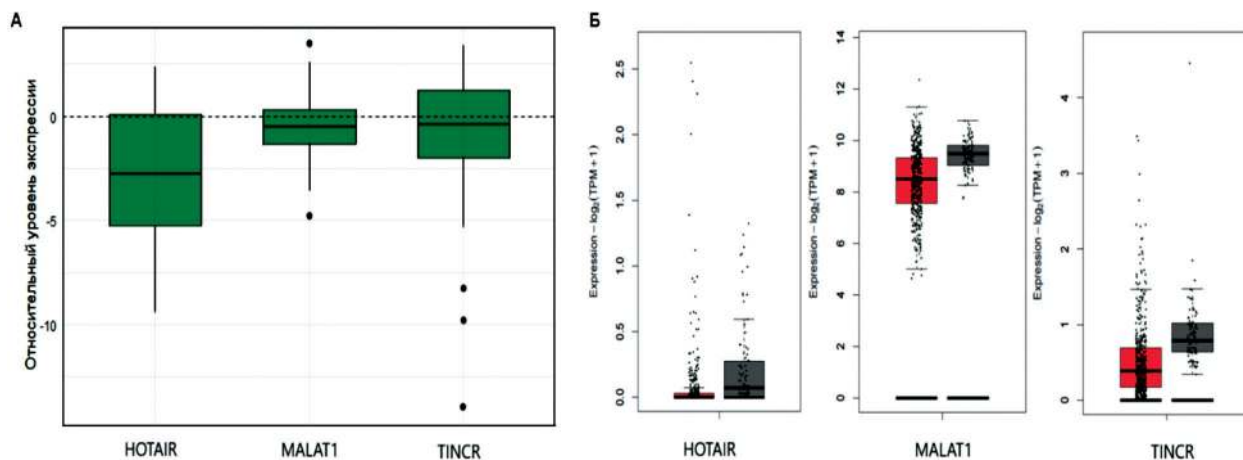 А
Относительный уровень экспрессии
0
-5
-10
HOTAIR MALAT1 TINCR
Б
Expression – log₂(TPM + 1)
2.5
2.0
1.5
1.0
0.5
0.0
HOTAIR
Expression – log₂(TPM + 1)
14
12
10
8
6
4
2
0
MALAT1
Expression – log₂(TPM + 1)
4
3
2
1
0
TINCR